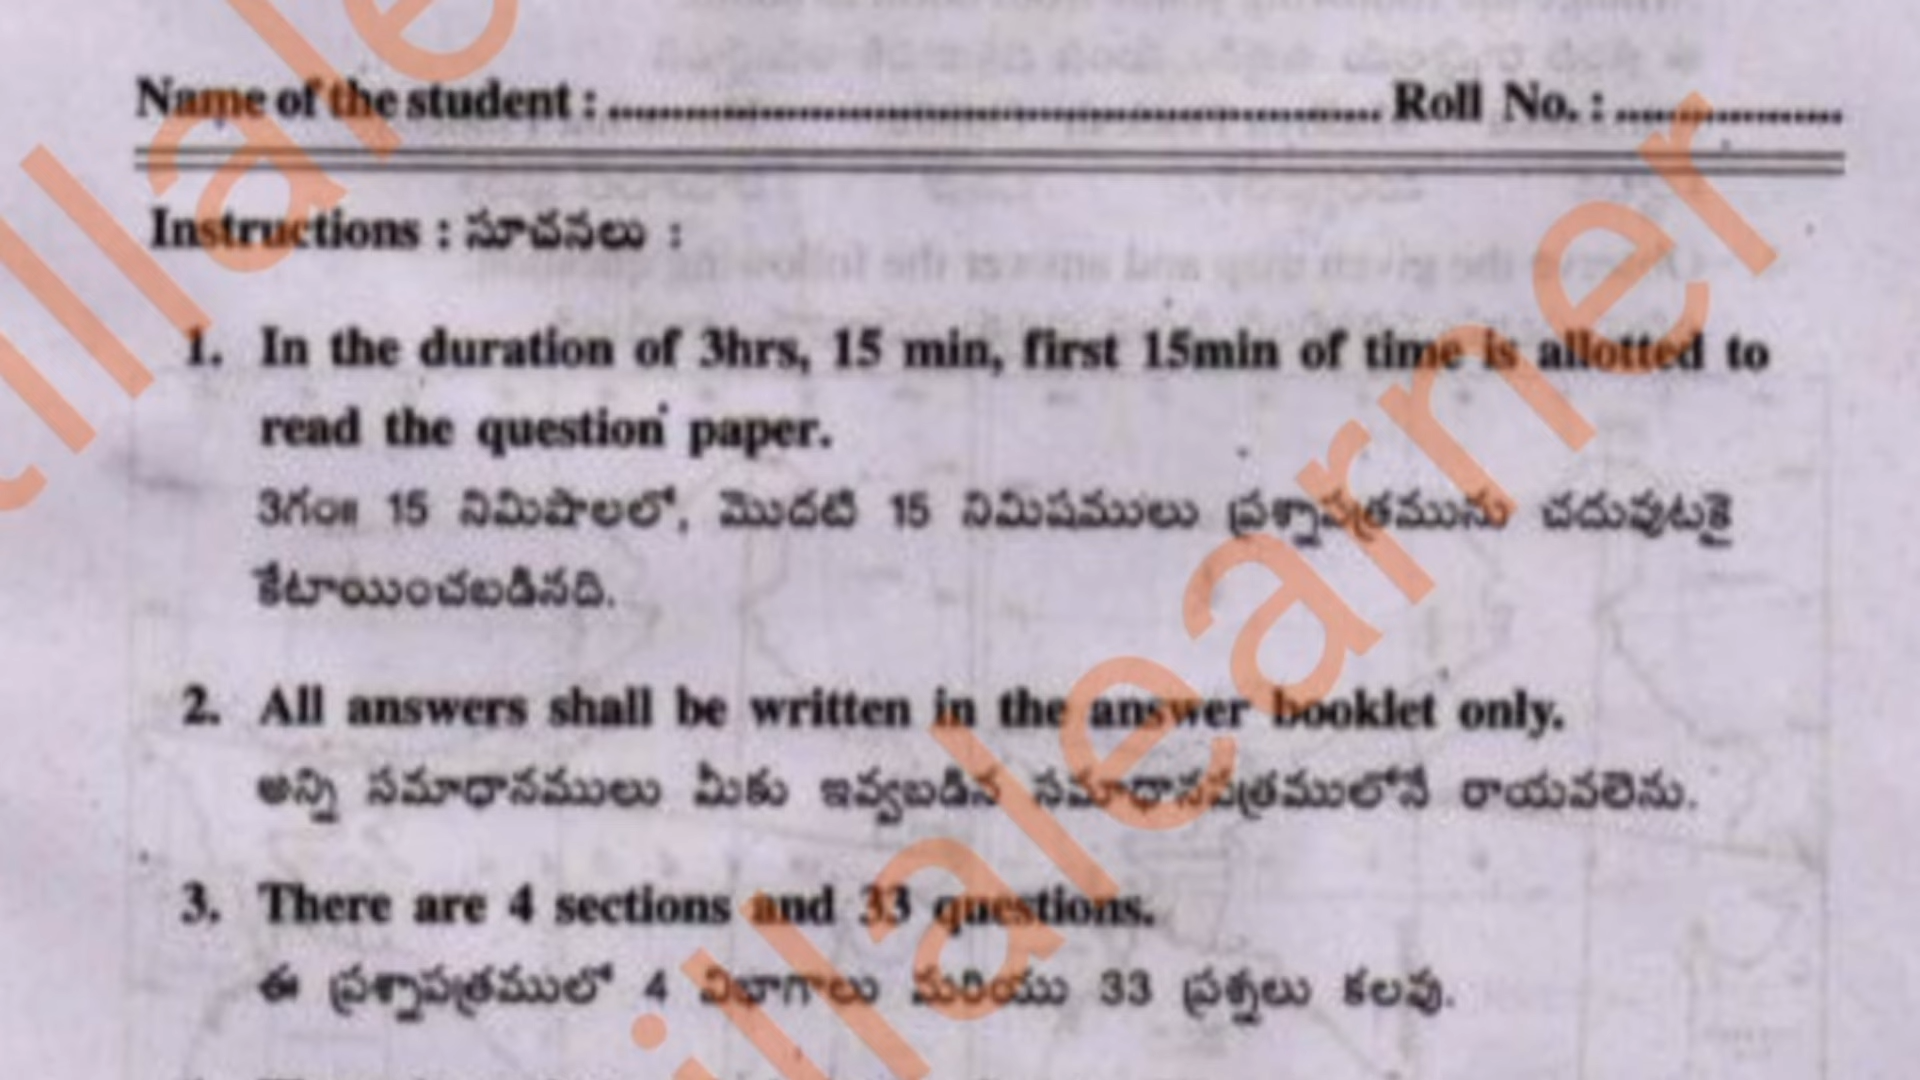 Name of the student : .................................................................... Roll No. : ....................
Instructions : సూచనలు :
1. In the duration of 3hrs, 15 min, first 15min of time is allotted to
read the question paper.
3గం॥ 15 నిమిషాలలో, మొదటి 15 నిమిషములు ప్రశ్నాపత్రమును చదువుటకై
కేటాయించబడినది.
2. All answers shall be written in the answer booklet only.
అన్ని సమాధానములు మీకు ఇవ్వబడిన సమాధానపత్రములోనే రాయవలెను.
3. There are 4 sections and 33 questions.
ఈ ప్రశ్నాపత్రములో 4 విభాగాలు మరియు 33 ప్రశ్నలు కలవు.